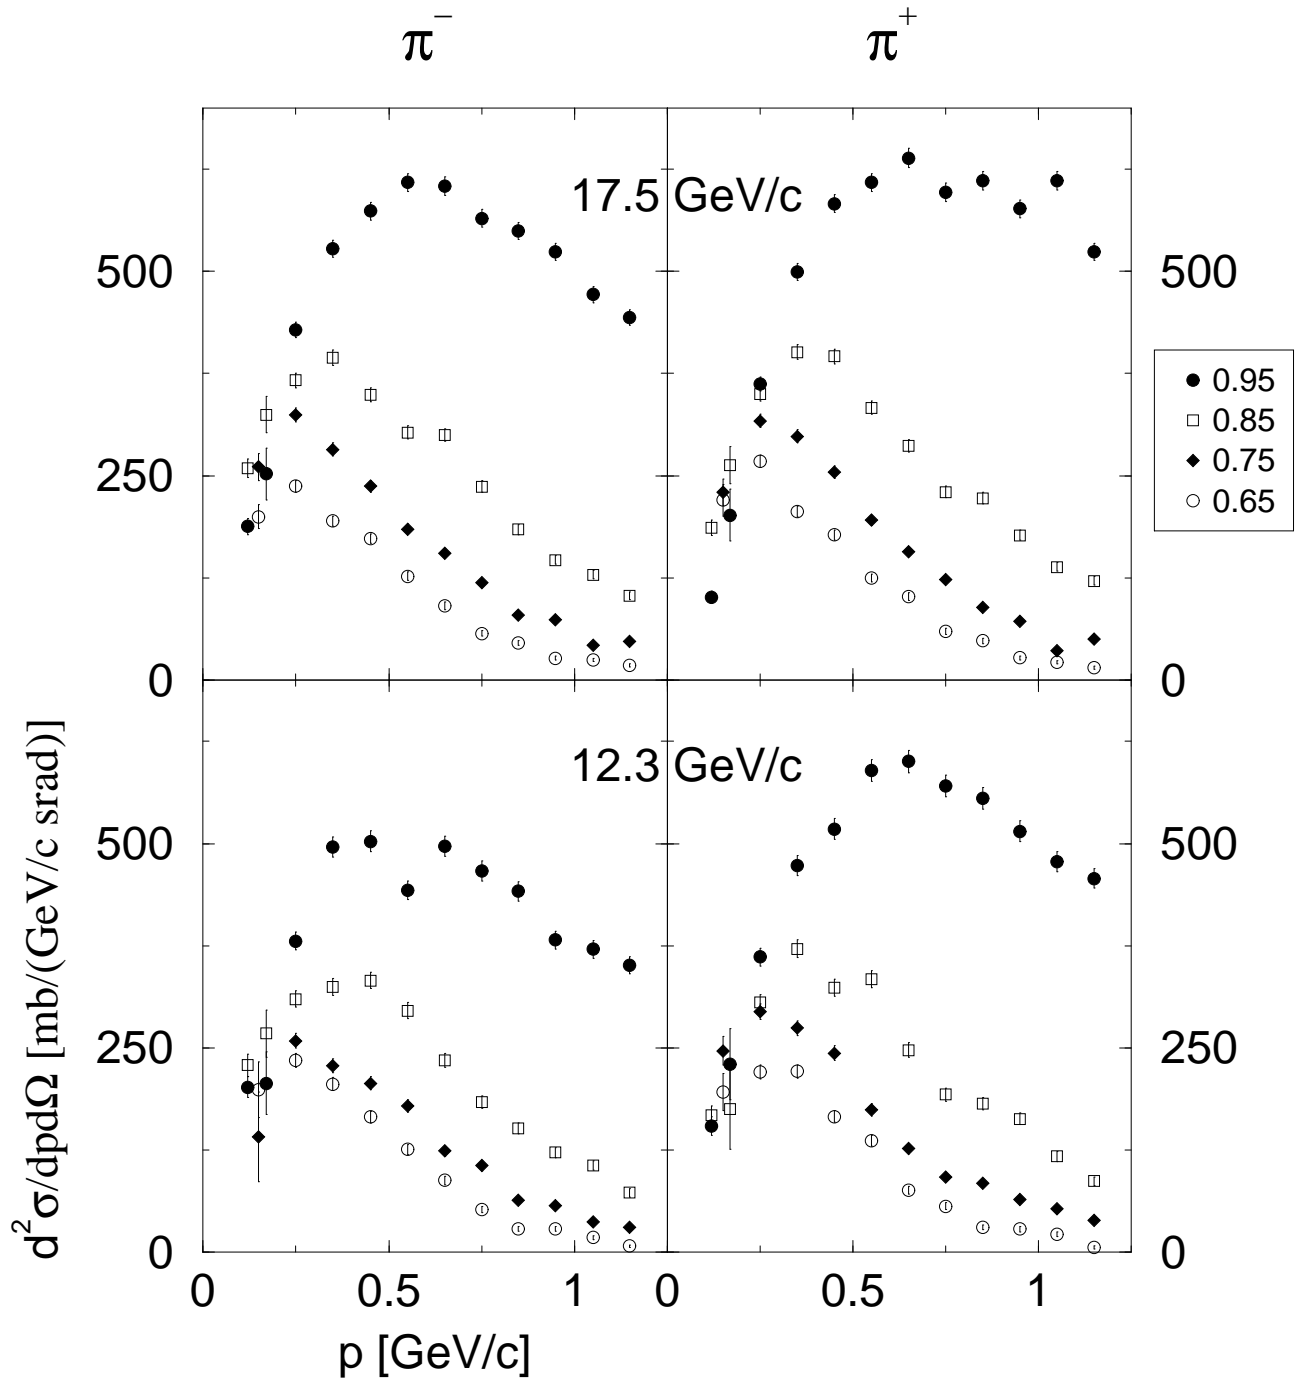 π⁻ π⁺
17.5 GeV/c
500 500
0.95
0.85
0.75
0.65
250
0 0
12.3 GeV/c
500 500
250 250
0 0
0 0.5 1 0 0.5 1
p [GeV/c]
d²σ/dpdΩ [mb/(GeV/c srad)]